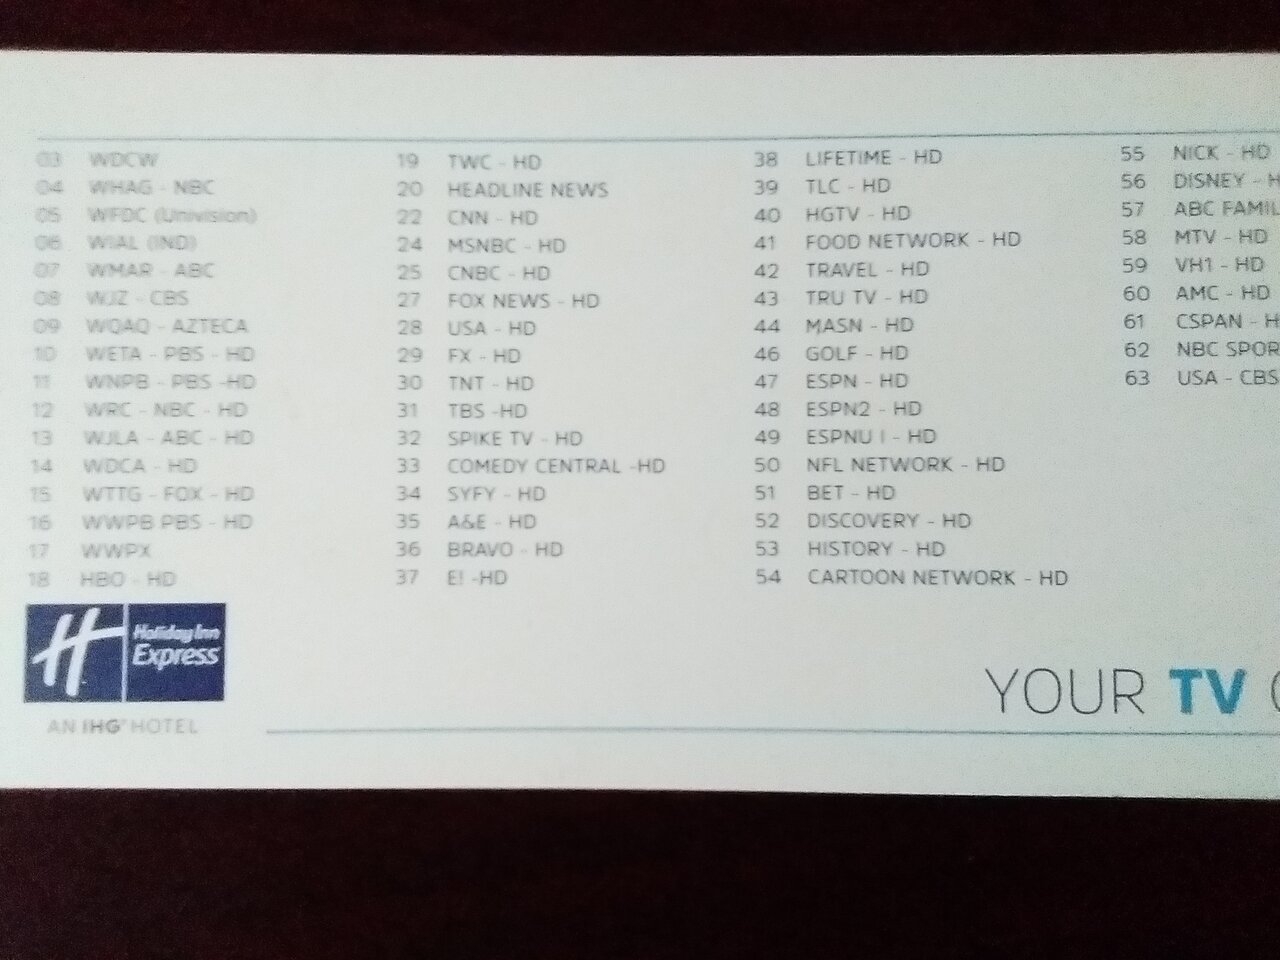 03 WDCW
04 WHAG - NBC
05 WFDC (Univision)
06 WIAL (IND)
07 WMAR - ABC
08 WJZ - CBS
09 WQAQ - AZTECA
10 WETA - PBS - HD
11 WNPB - PBS -HD
12 WRC - NBC - HD
13 WJLA - ABC - HD
14 WDCA - HD
15 WTTG - FOX - HD
16 WWPB PBS - HD
17 WWPX
18 HBO - HD
19 TWC - HD
20 HEADLINE NEWS
22 CNN - HD
24 MSNBC - HD
25 CNBC - HD
27 FOX NEWS - HD
28 USA - HD
29 FX - HD
30 TNT - HD
31 TBS -HD
32 SPIKE TV - HD
33 COMEDY CENTRAL -HD
34 SYFY - HD
35 A&E - HD
36 BRAVO - HD
37 E! -HD
38 LIFETIME - HD
39 TLC - HD
40 HGTV - HD
41 FOOD NETWORK - HD
42 TRAVEL - HD
43 TRU TV - HD
44 MASN - HD
46 GOLF - HD
47 ESPN - HD
48 ESPN2 - HD
49 ESPNU I - HD
50 NFL NETWORK - HD
51 BET - HD
52 DISCOVERY - HD
53 HISTORY - HD
54 CARTOON NETWORK - HD
55 NICK - HD
56 DISNEY - H
57 ABC FAMIL
58 MTV - HD
59 VH1 - HD
60 AMC - HD
61 CSPAN - H
62 NBC SPOR
63 USA - CBS
H Holiday Inn
Express
AN IHG® HOTEL
YOUR TV